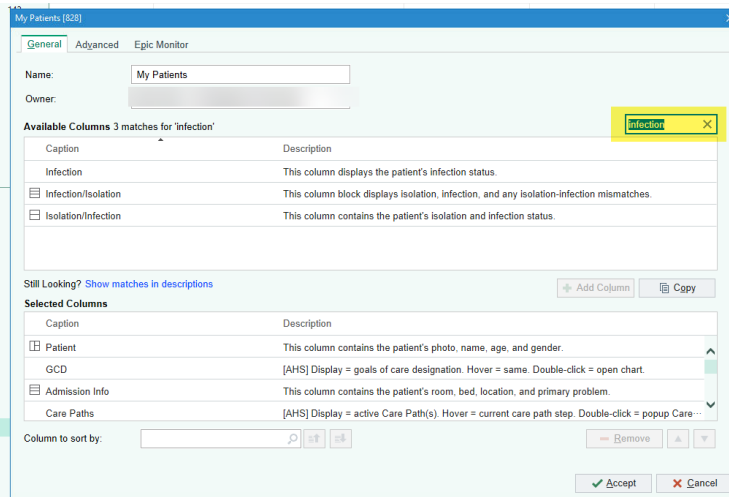 My Patients [828]
General Advanced Epic Monitor
Name: My Patients
Owner:
Available Columns 3 matches for 'infection' infection
Caption Description
Infection This column displays the patient's infection status.
Infection/Isolation This column block displays isolation, infection, and any isolation-infection mismatches.
Isolation/Infection This column contains the patient's isolation and infection status.
Still Looking? Show matches in descriptions Add Column Copy
Selected Columns
Caption Description
Patient This column contains the patient's photo, name, age, and gender.
GCD [AHS] Display = goals of care designation. Hover = same. Double-click = open chart.
Admission Info This column contains the patient's room, bed, location, and primary problem.
Care Paths [AHS] Display = active Care Path(s). Hover = current care path step. Double-click = popup Care···
Column to sort by: Remove
Accept Cancel